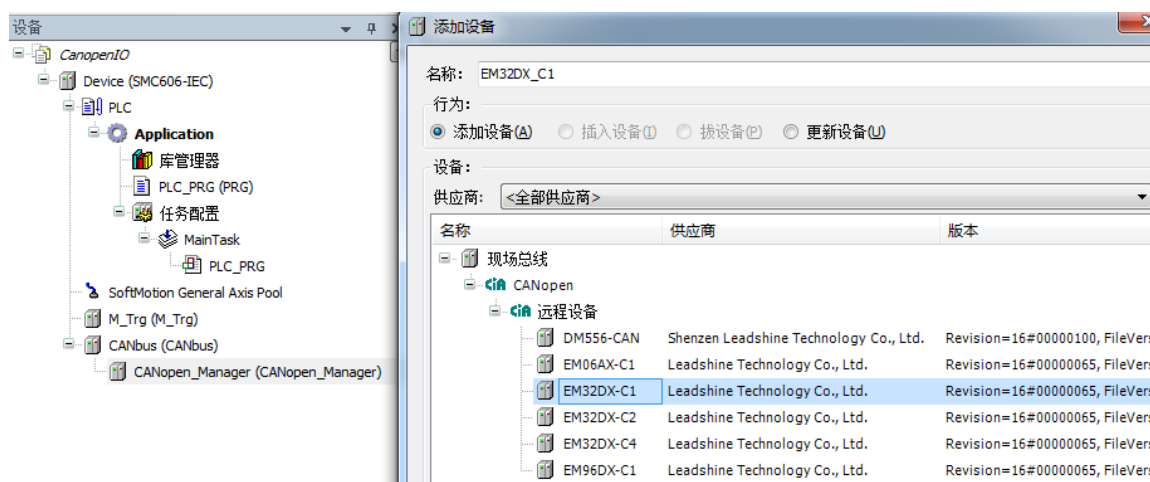 设备
CanopenIO
Device (SMC606-IEC)
PLC
Application
库管理器
PLC_PRG (PRG)
任务配置
MainTask
PLC_PRG
SoftMotion General Axis Pool
M_Trg (M_Trg)
CANbus (CANbus)
CANopen_Manager (CANopen_Manager)
添加设备
名称: EM32DX_C1
行为:
添加设备(A) 插入设备(I) 拔设备(P) 更新设备(U)
设备:
供应商: <全部供应商>
名称 供应商 版本
现场总线
CiA CANopen
CiA 远程设备
DM556-CAN Shenzen Leadshine Technology Co., Ltd. Revision=16#00000100, FileVers
EM06AX-C1 Leadshine Technology Co., Ltd. Revision=16#00000065, FileVers
EM32DX-C1 Leadshine Technology Co., Ltd. Revision=16#00000065, FileVers
EM32DX-C2 Leadshine Technology Co., Ltd. Revision=16#00000065, FileVers
EM32DX-C4 Leadshine Technology Co., Ltd. Revision=16#00000065, FileVers
EM96DX-C1 Leadshine Technology Co., Ltd. Revision=16#00000065, FileVers